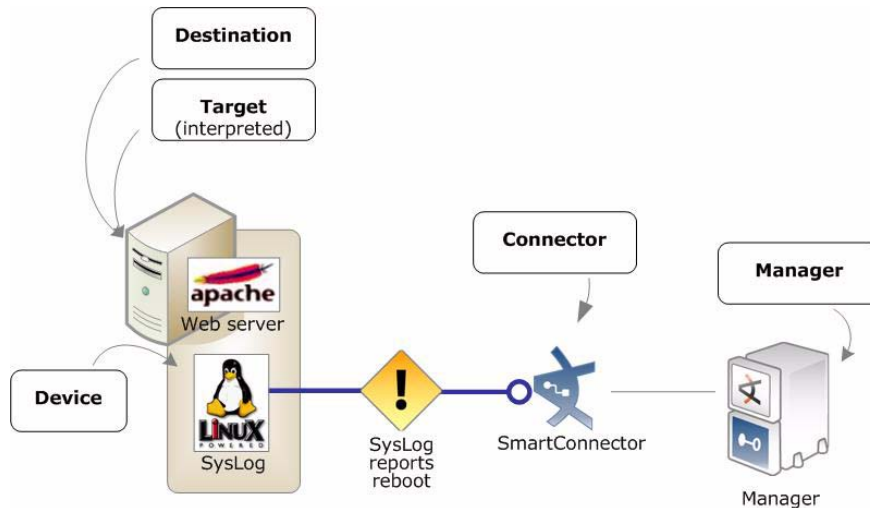 Destination
Target
(interpreted)
Connector
Manager
apache
Web server
Device
LINUX
POWERED
SysLog
SysLog
reports
reboot
!
SmartConnector
Manager